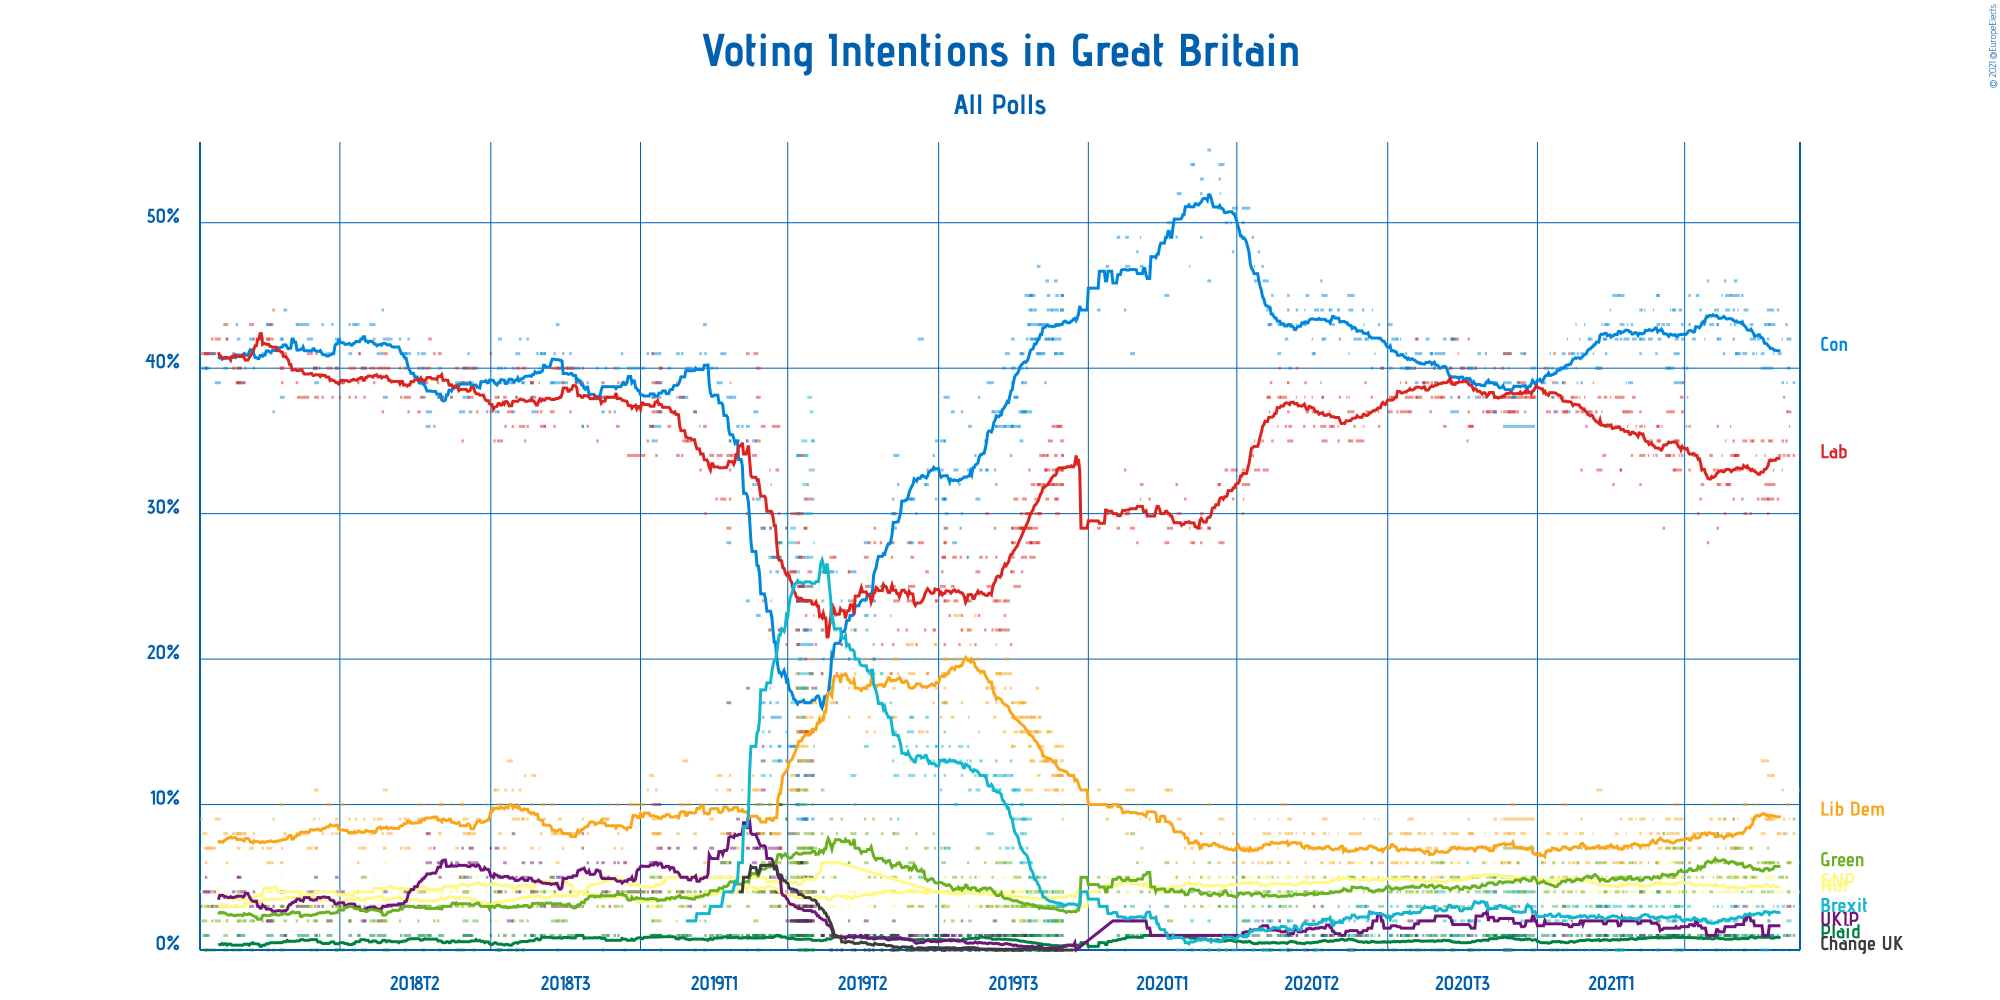 © 2021 @EuropeElects
Voting Intentions in Great Britain
All Polls
50%
40%
30%
20%
10%
0%
Con
Lab
Lib Dem
Green
SNP
Brexit
UKIP
Plaid
Change UK
2018T2
2018T3
2019T1
2019T2
2019T3
2020T1
2020T2
2020T3
2021T1